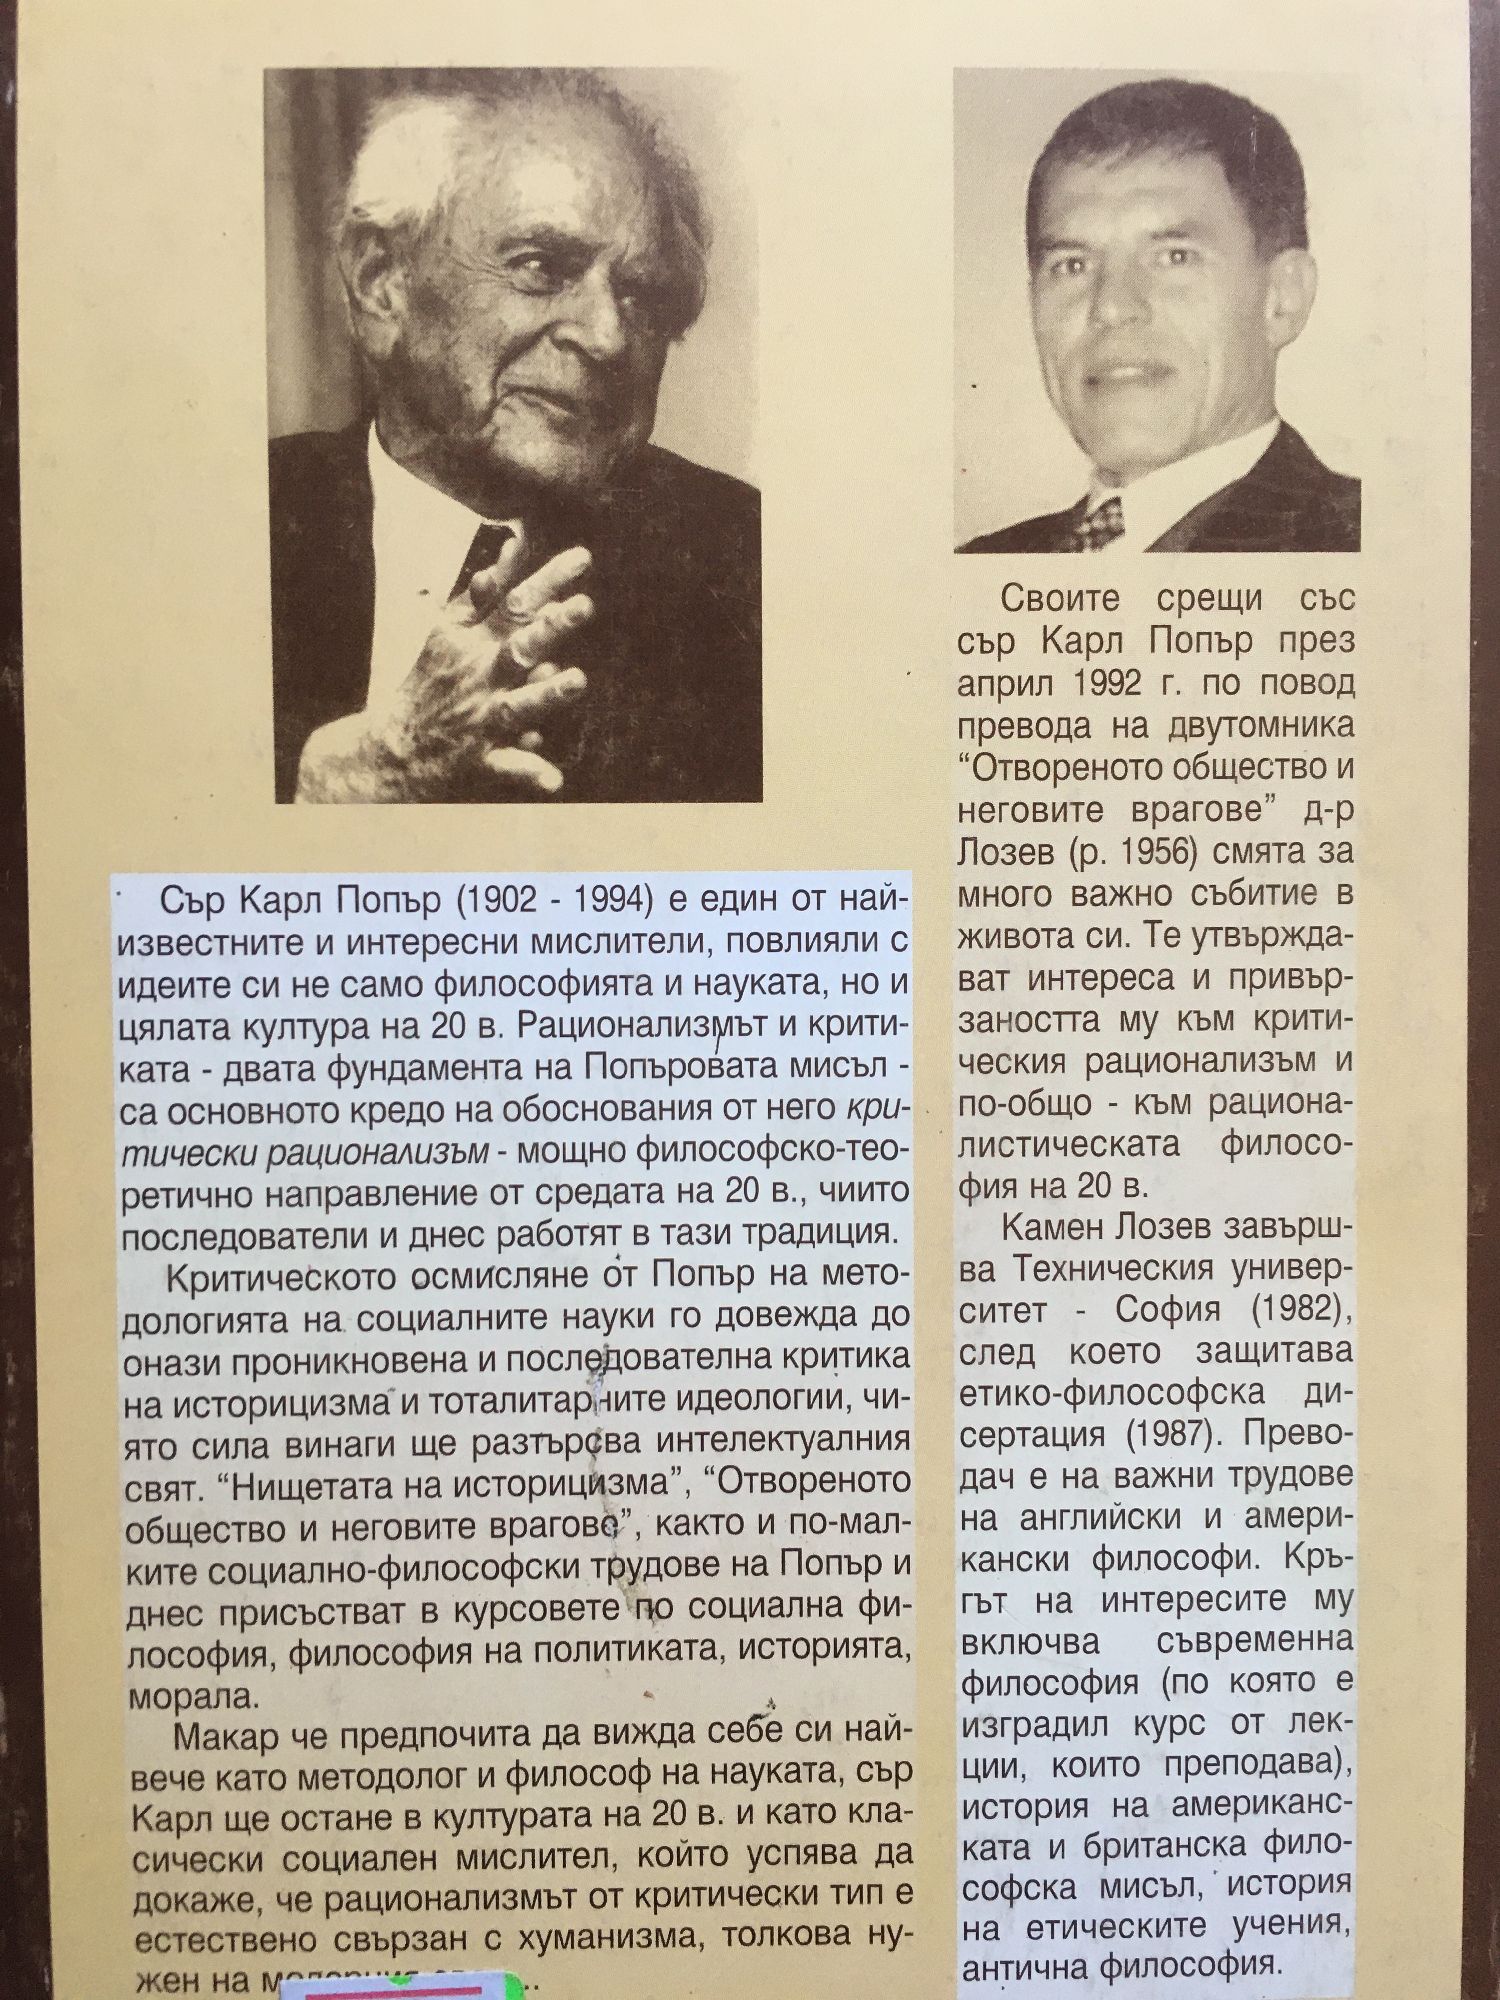 Сър Карл Попър (1902 - 1994) е един от най-
известните и интересни мислители, повлияли с
идеите си не само философията и науката, но и
цялата култура на 20 в. Рационализмът и крити-
ката - двата фундамента на Попъровата мисъл -
са основното кредо на обоснования от него кри-
тически рационализъм - мощно философско-тео-
ретично направление от средата на 20 в., чиито
последователи и днес работят в тази традиция.
Критическото осмисляне от Попър на мето-
дологията на социалните науки го довежда до
онази проникновена и последователна критика
на историцизма и тоталитарните идеологии, чи-
ято сила винаги ще разтърсва интелектуалния
свят. “Нищетата на историцизма”, “Отвореното
общество и неговите врагове”, както и по-мал-
ките социално-философски трудове на Попър и
днес присъстват в курсовете по социална фи-
лософия, философия на политиката, историята,
морала.
Макар че предпочита да вижда себе си най-
вече като методолог и философ на науката, сър
Карл ще остане в културата на 20 в. и като кла-
сически социален мислител, който успява да
докаже, че рационализмът от критически тип е
естествено свързан с хуманизма, толкова ну-
жен на
Своите срещи със
сър Карл Попър през
април 1992 г. по повод
превода на двутомника
“Отвореното общество и
неговите врагове” д-р
Лозев (р. 1956) смята за
много важно събитие в
живота си. Те утвържда-
ват интереса и привър-
заността му към крити-
ческия рационализъм и
по-общо - към рациона-
листическата филосо-
фия на 20 в.
Камен Лозев завърш-
ва Техническия универ-
ситет - София (1982),
след което защитава
етико-философска ди-
сертация (1987). Прево-
дач е на важни трудове
на английски и амери-
кански философи. Кръ-
гът на интересите му
включва съвременна
философия (по която е
изградил курс от лек-
ции, които преподава),
история на американс-
ката и британска фило-
софска мисъл, история
на етическите учения,
антична философия.